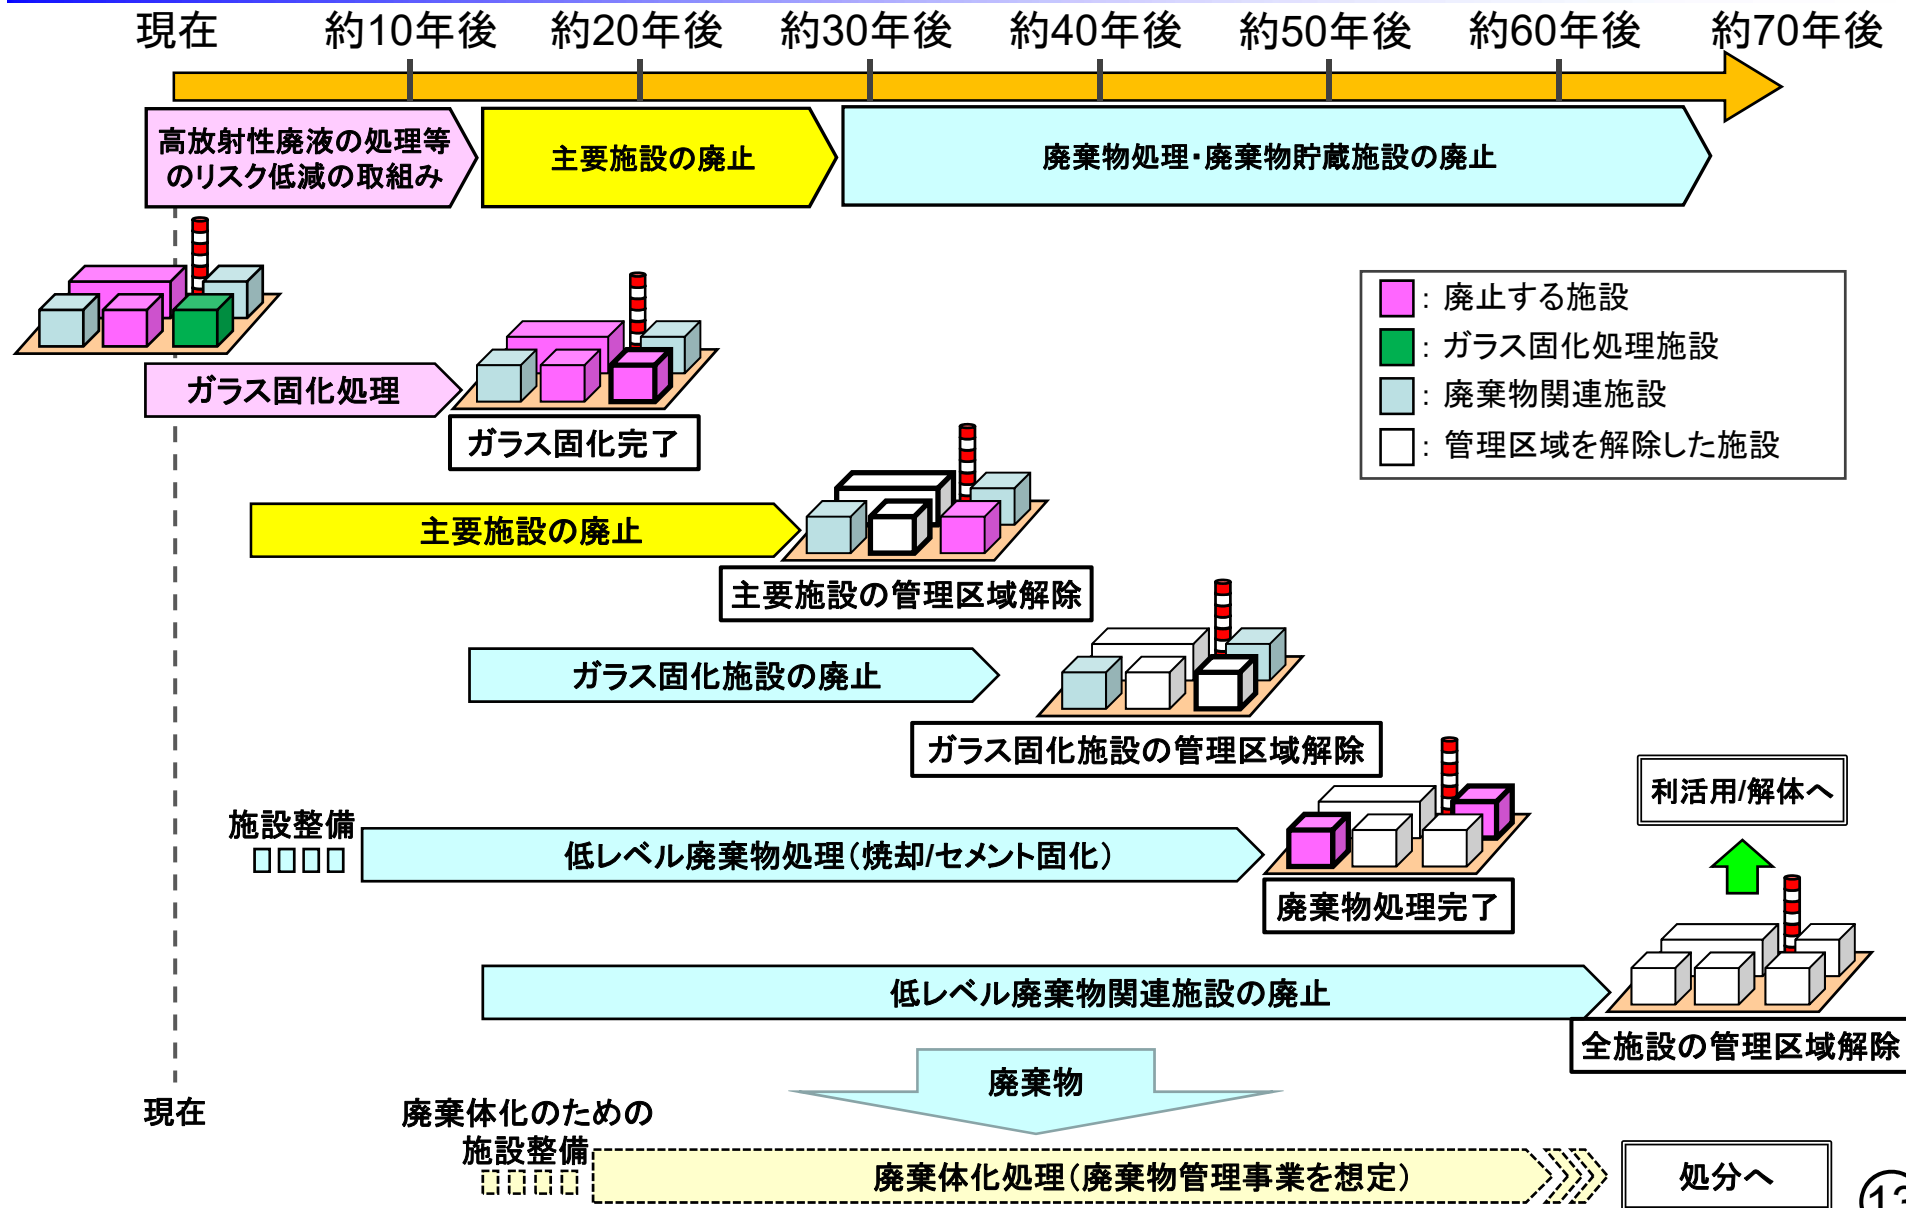 現在
約10年後
約20年後
約30年後
約40年後
約50年後
約60年後
約70年後
高放射性廃液の処理等
のリスク低減の取組み
主要施設の廃止
廃棄物処理・廃棄物貯蔵施設の廃止
：廃止する施設
：ガラス固化処理施設
：廃棄物関連施設
：管理区域を解除した施設
ガラス固化処理
ガラス固化完了
主要施設の廃止
主要施設の管理区域解除
ガラス固化施設の廃止
ガラス固化施設の管理区域解除
施設整備
低レベル廃棄物処理（焼却/セメント固化）
廃棄物処理完了
利活用/解体へ
低レベル廃棄物関連施設の廃止
全施設の管理区域解除
廃棄物
現在
廃棄体化のための
施設整備
廃棄体化処理（廃棄物管理事業を想定）
処分へ